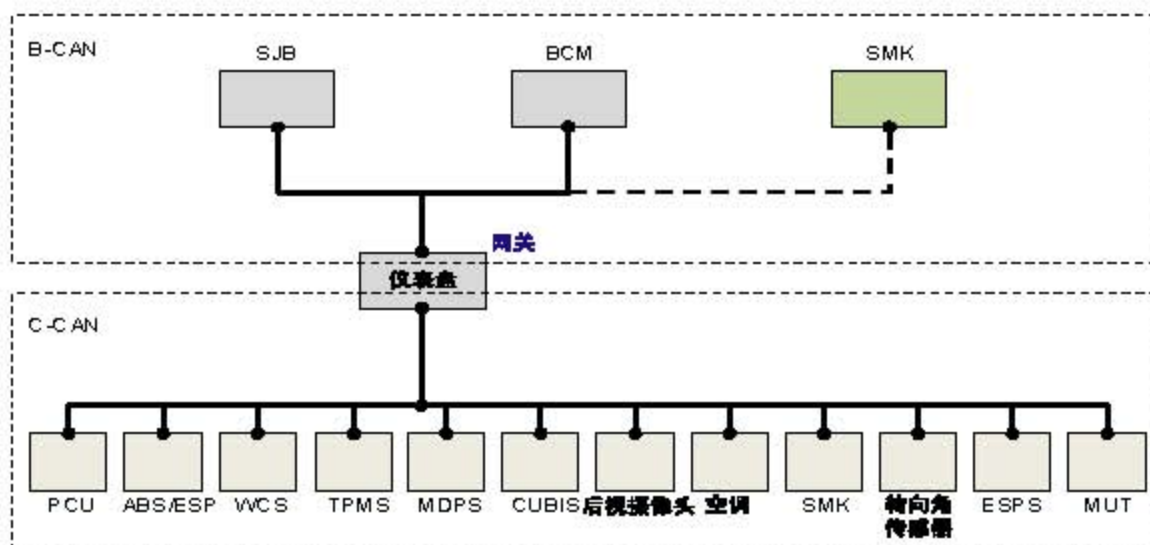 B-CAN
SJB
BCM
SMK
网关
仪表盘
C-CAN
PCU
ABS/ESP
WCS
TPMS
MDPS
CUBIS
后视摄像头
空调
SMK
转向角
传感器
ESPS
MUT